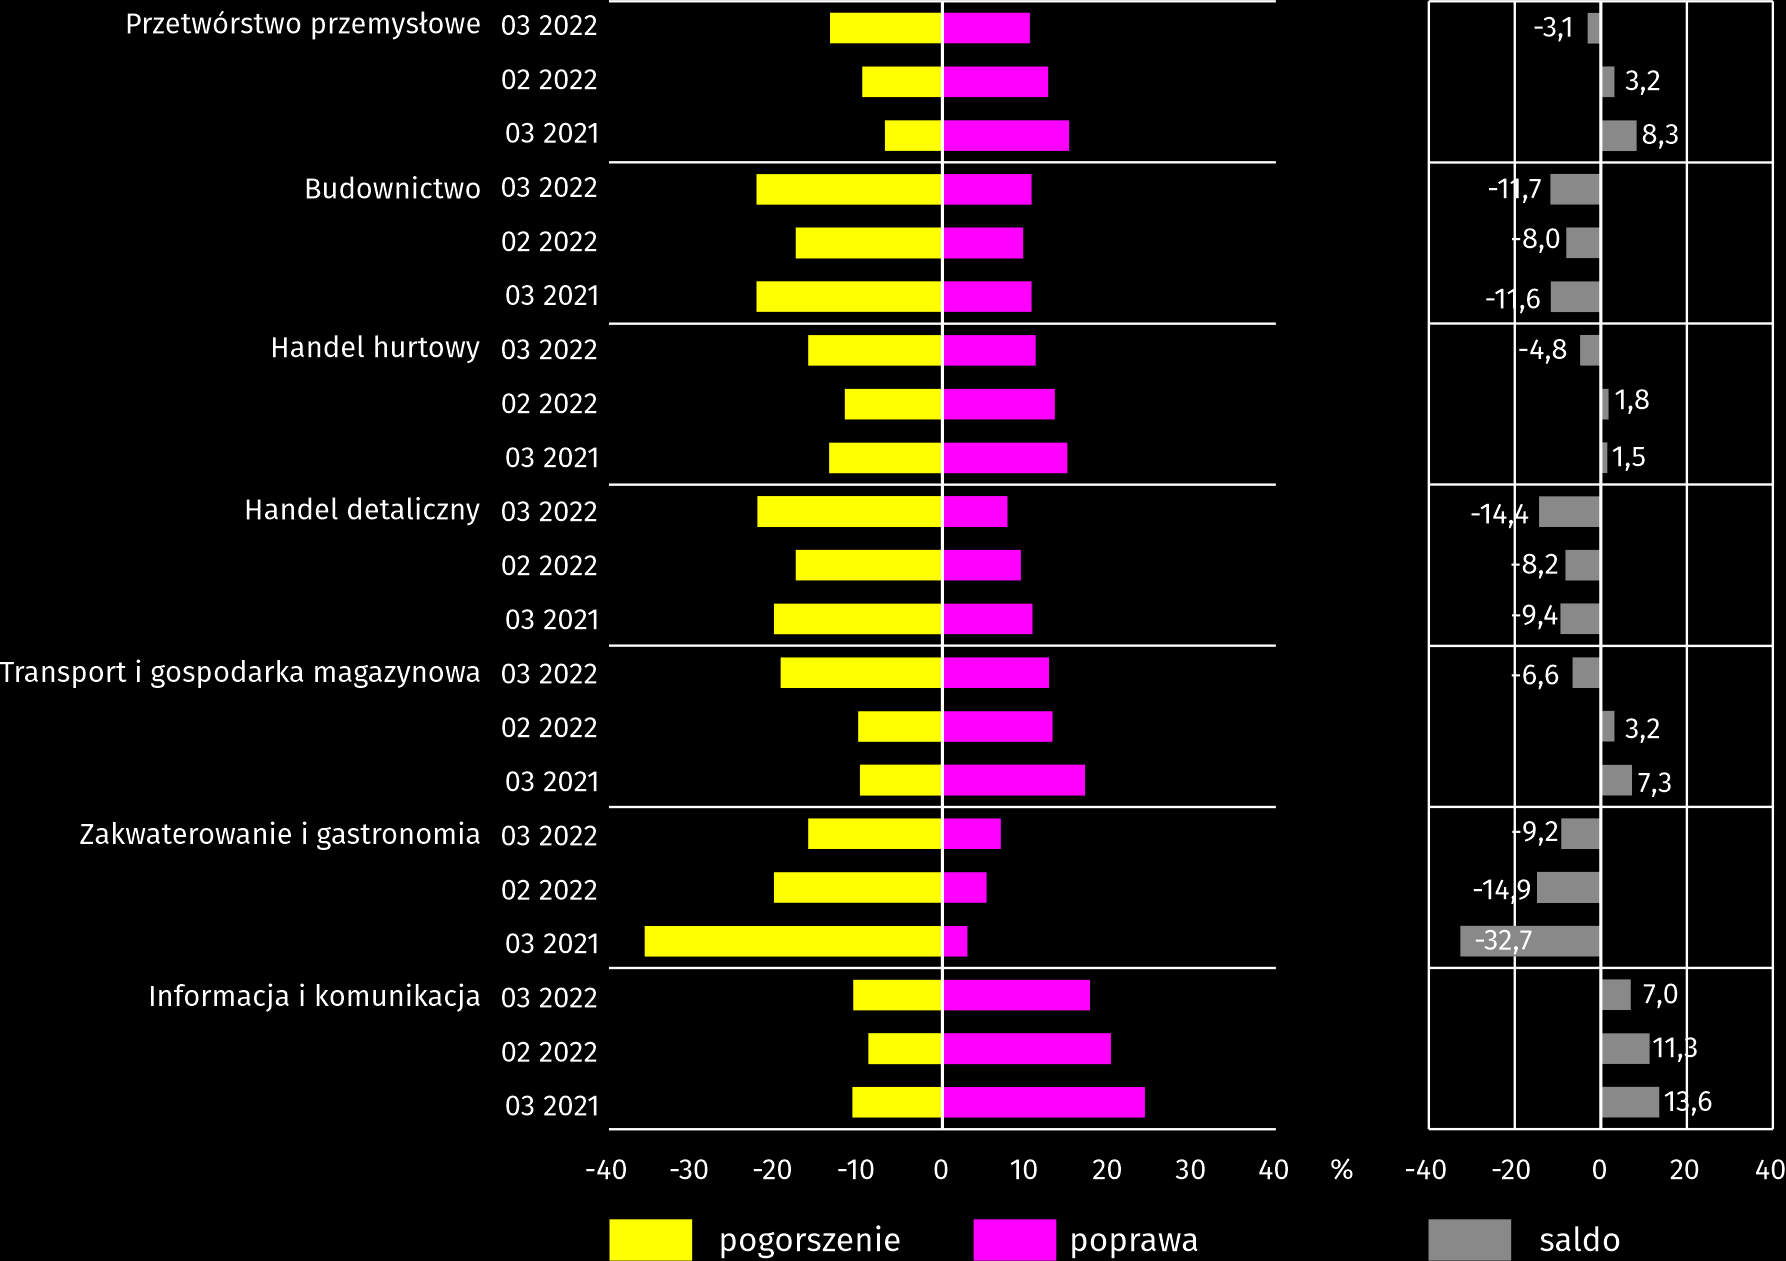 Przetwórstwo przemysłowe 03 2022 -3,1
02 2022 3,2
03 2021 8,3
Budownictwo 03 2022 -11,7
02 2022 -8,0
03 2021 -11,6
Handel hurtowy 03 2022 -4,8
02 2022 1,8
03 2021 1,5
Handel detaliczny 03 2022 -14,4
02 2022 -8,2
03 2021 -9,4
Transport i gospodarka magazynowa 03 2022 -6,6
02 2022 3,2
03 2021 7,3
Zakwaterowanie i gastronomia 03 2022 -9,2
02 2022 -14,9
03 2021 -32,7
Informacja i komunikacja 03 2022 7,0
02 2022 11,3
03 2021 13,6
-40 -30 -20 -10 0 10 20 30 40 % -40 -20 0 20 40
pogorszenie poprawa saldo